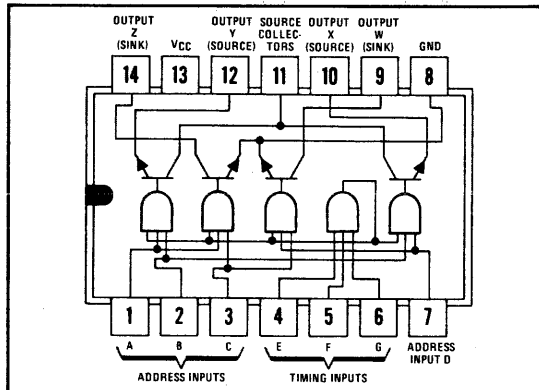 OUTPUT Z (SINK)
VCC
OUTPUT Y (SOURCE)
SOURCE COLLEC- TORS
OUTPUT X (SOURCE)
OUTPUT W (SINK)
GND
14 13 12 11 10 9 8
1 2 3 4 5 6 7
A B C E F G
ADDRESS INPUT D
ADDRESS INPUTS
TIMING INPUTS